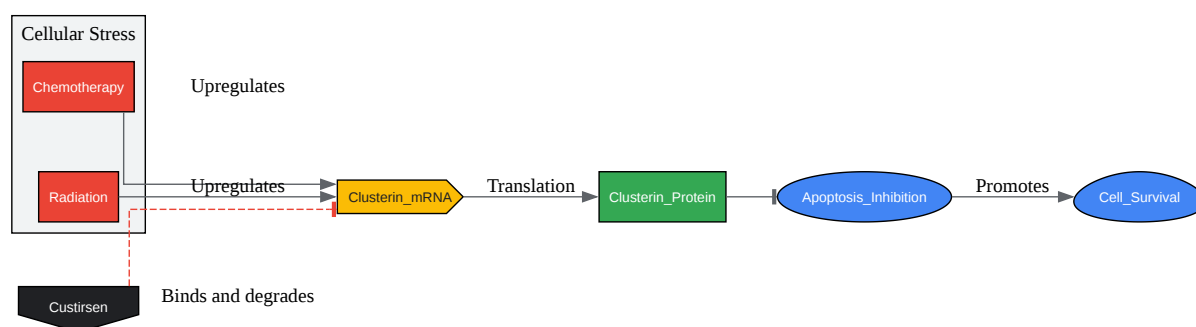 Cellular Stress
Chemotherapy
Upregulates
Radiation
Upregulates
Clusterin_mRNA
Translation
Clusterin_Protein
Apoptosis_Inhibition
Promotes
Cell_Survival
Custirsen
Binds and degrades